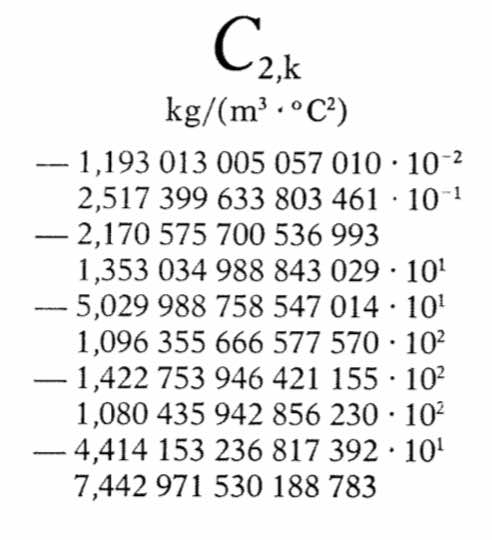 C₂,ₖ
kg/(m³ · °C²)
— 1,193 013 005 057 010 · 10⁻²
2,517 399 633 803 461 · 10⁻¹
— 2,170 575 700 536 993
1,353 034 988 843 029 · 10¹
— 5,029 988 758 547 014 · 10¹
1,096 355 666 577 570 · 10²
— 1,422 753 946 421 155 · 10²
1,080 435 942 856 230 · 10²
— 4,414 153 236 817 392 · 10¹
7,442 971 530 188 783